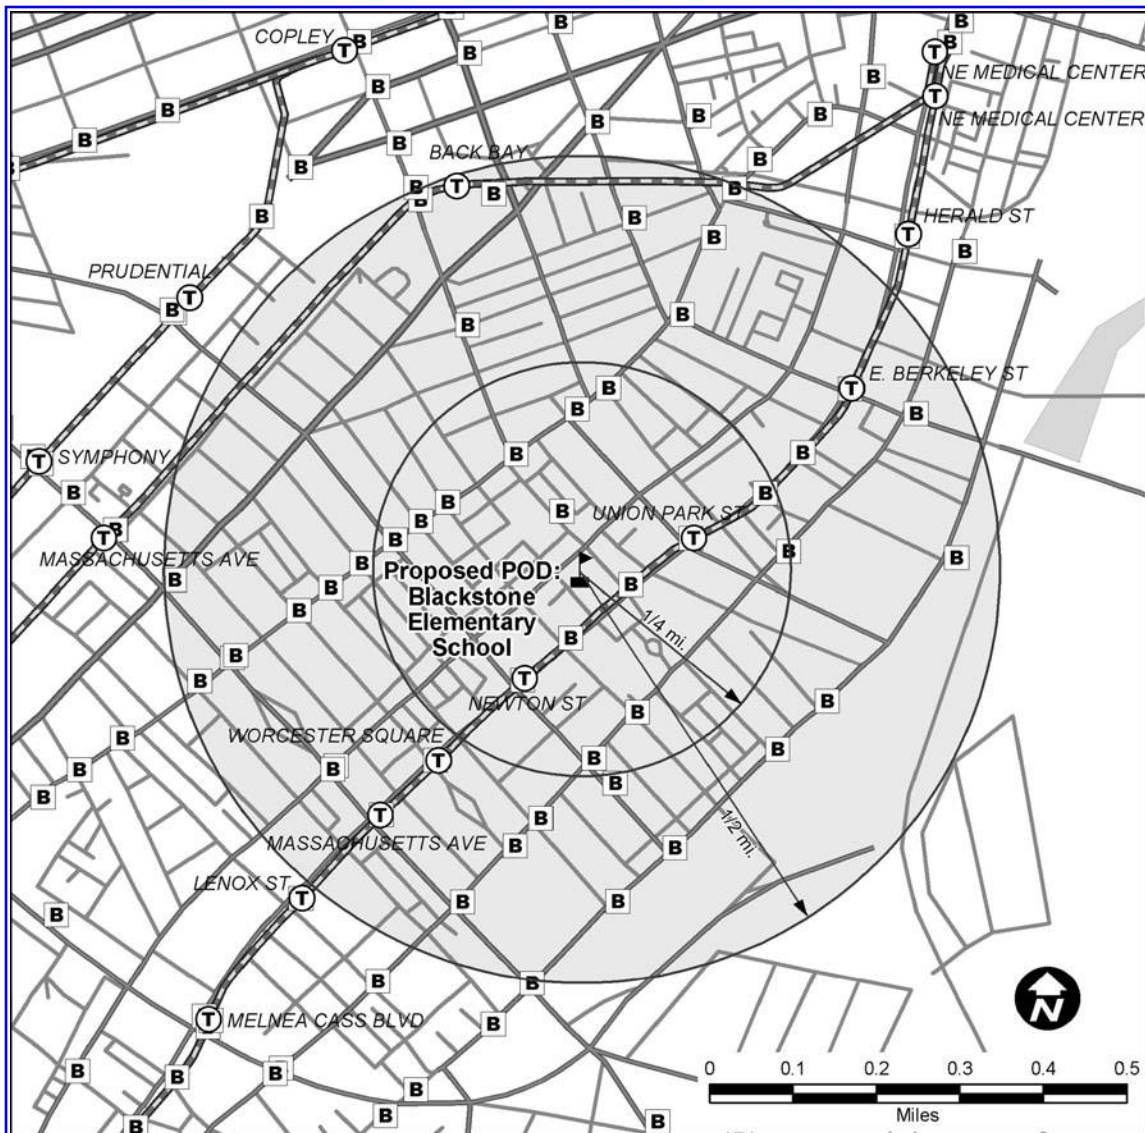 COPLEY
T
B
B
B
B
B
B
B
T
NE MEDICAL CENTER
T
NE MEDICAL CENTER
B
B
B
B
B
B
B
B
B
BACK BAY
T
B
B
B
B
B
B
B
B
HERALD ST
T
B
PRUDENTIAL
T
B
B
B
T
E. BERKELEY ST
B
B
B
B
B
B
B
SYMPHONY
T
B
B
B
B
UNION PARK ST
T
B
MASSACHUSETTS AVE
T
B
B
B
B
B
B
B
B
B
B
Proposed POD:
Blackstone
Elementary
School
1/4 mi.
B
B
B
T
NEWTON ST
B
B
B
WORCESTER SQUARE
T
B
B
B
B
B
B
B
1/2 mi.
T
MASSACHUSETTS AVE
B
B
B
LENOX ST
T
B
B
B
B
B
N
T
MELNEA CASS BLVD
B
B
B
B
B
B
B
B
B
0 0.1 0.2 0.3 0.4 0.5
Miles